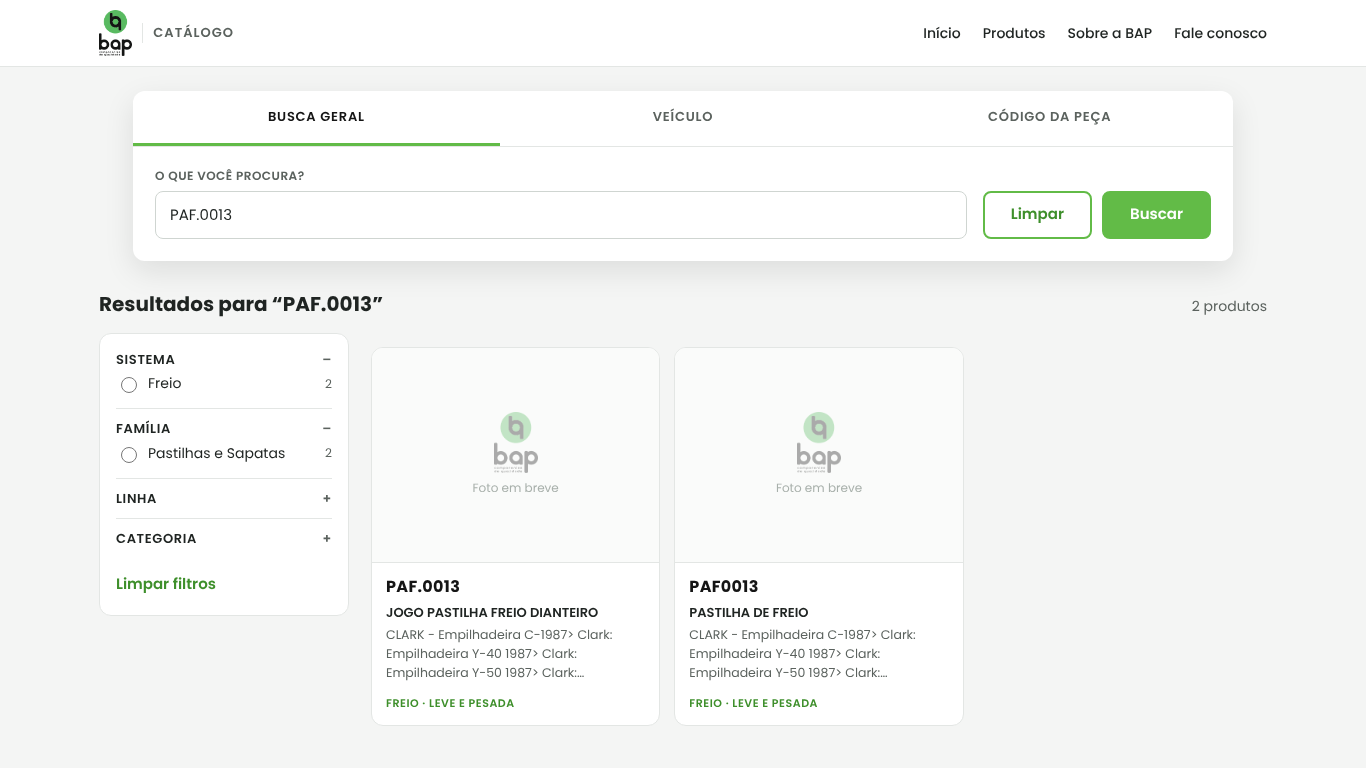 bap
CATÁLOGO
Início
Produtos
Sobre a BAP
Fale conosco
BUSCA GERAL
VEÍCULO
CÓDIGO DA PEÇA
O QUE VOCÊ PROCURA?
PAF.0013
Limpar
Buscar
Resultados para “PAF.0013”
2 produtos
SISTEMA −
Freio 2
FAMÍLIA −
Pastilhas e Sapatas 2
LINHA +
CATEGORIA +
Limpar filtros
bap
Foto em breve
PAF.0013
JOGO PASTILHA FREIO DIANTEIRO
CLARK - Empilhadeira C-1987> Clark:
Empilhadeira Y-40 1987> Clark:
Empilhadeira Y-50 1987> Clark:...
FREIO · LEVE E PESADA
bap
Foto em breve
PAF0013
PASTILHA DE FREIO
CLARK - Empilhadeira C-1987> Clark:
Empilhadeira Y-40 1987> Clark:
Empilhadeira Y-50 1987> Clark:...
FREIO · LEVE E PESADA